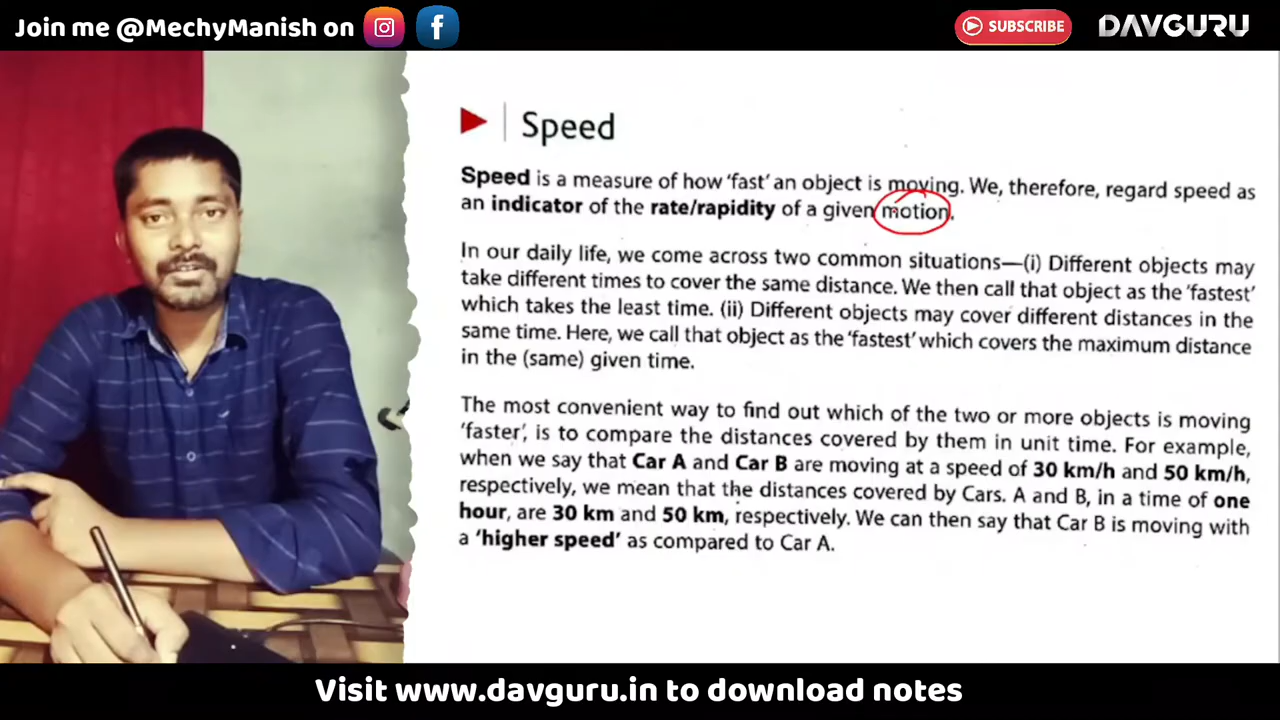 Join me @MechyManish on
SUBSCRIBE
DAVGURU
Speed
Speed is a measure of how 'fast' an object is moving. We, therefore, regard speed as
an indicator of the rate/rapidity of a given motion.
In our daily life, we come across two common situations—(i) Different objects may
take different times to cover the same distance. We then call that object as the 'fastest'
which takes the least time. (ii) Different objects may cover different distances in the
same time. Here, we call that object as the 'fastest' which covers the maximum distance
in the (same) given time.
The most convenient way to find out which of the two or more objects is moving
'faster', is to compare the distances covered by them in unit time. For example,
when we say that Car A and Car B are moving at a speed of 30 km/h and 50 km/h,
respectively, we mean that the distances covered by Cars. A and B, in a time of one
hour, are 30 km and 50 km, respectively. We can then say that Car B is moving with
a 'higher speed' as compared to Car A.
Visit www.davguru.in to download notes